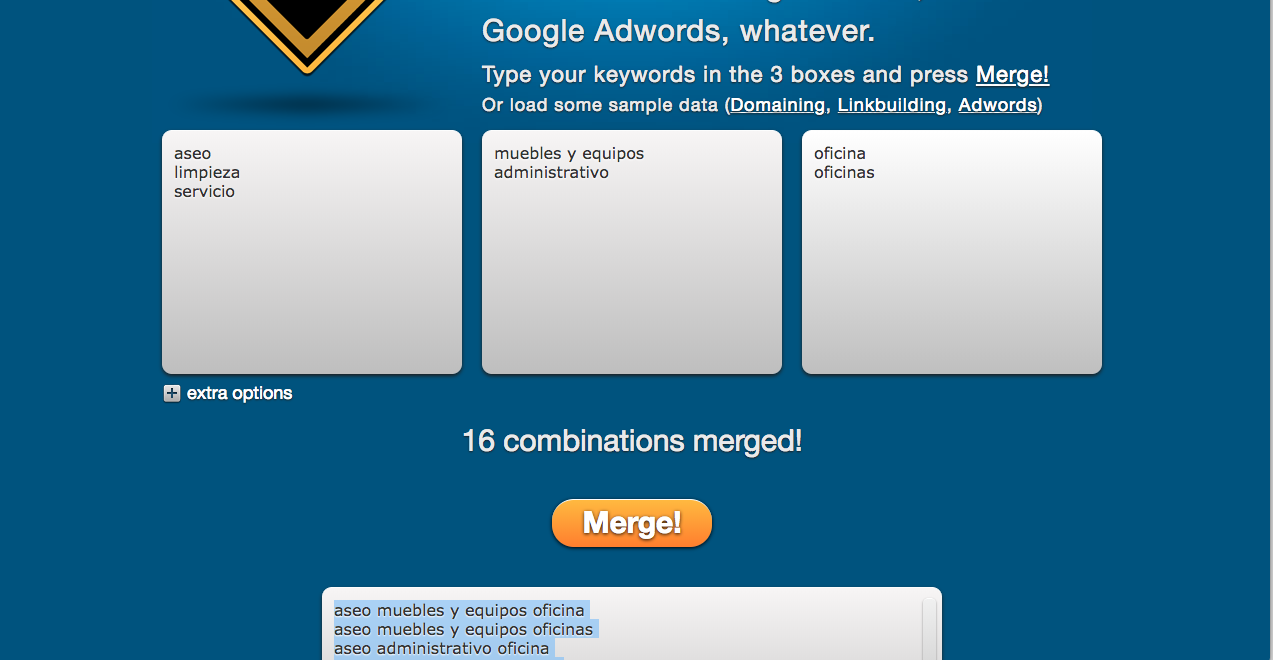 Google Adwords, whatever.
Type your keywords in the 3 boxes and press Merge!
Or load some sample data (Domaining, Linkbuilding, Adwords)
aseo
limpieza
servicio
muebles y equipos
administrativo
oficina
oficinas
extra options
16 combinations merged!
Merge!
aseo muebles y equipos oficina
aseo muebles y equipos oficinas
aseo administrativo oficina